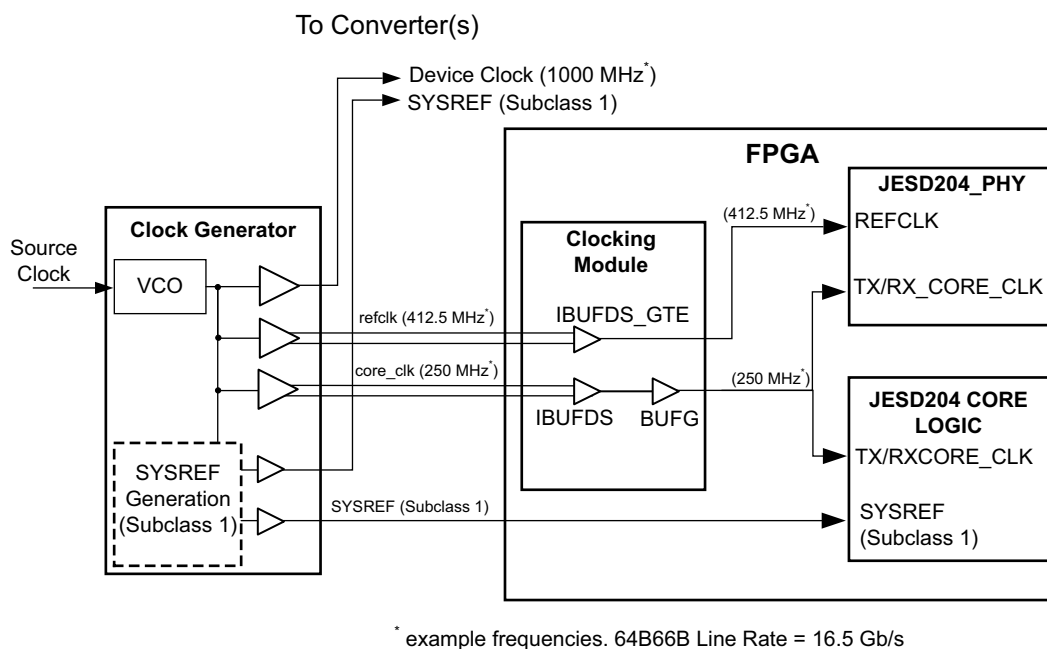 To Converter(s)
Device Clock (1000 MHz*)
SYSREF (Subclass 1)
FPGA
JESD204_PHY
REFCLK
TX/RX_CORE_CLK
(412.5 MHz*)
Clock Generator
Source
Clock
VCO
Clocking
Module
IBUFDS_GTE
refclk (412.5 MHz*)
core_clk (250 MHz*)
IBUFDS
BUFG
(250 MHz*)
JESD204 CORE
LOGIC
TX/RXCORE_CLK
SYSREF
(Subclass 1)
SYSREF
Generation
(Subclass 1)
SYSREF (Subclass 1)
* example frequencies. 64B66B Line Rate = 16.5 Gb/s